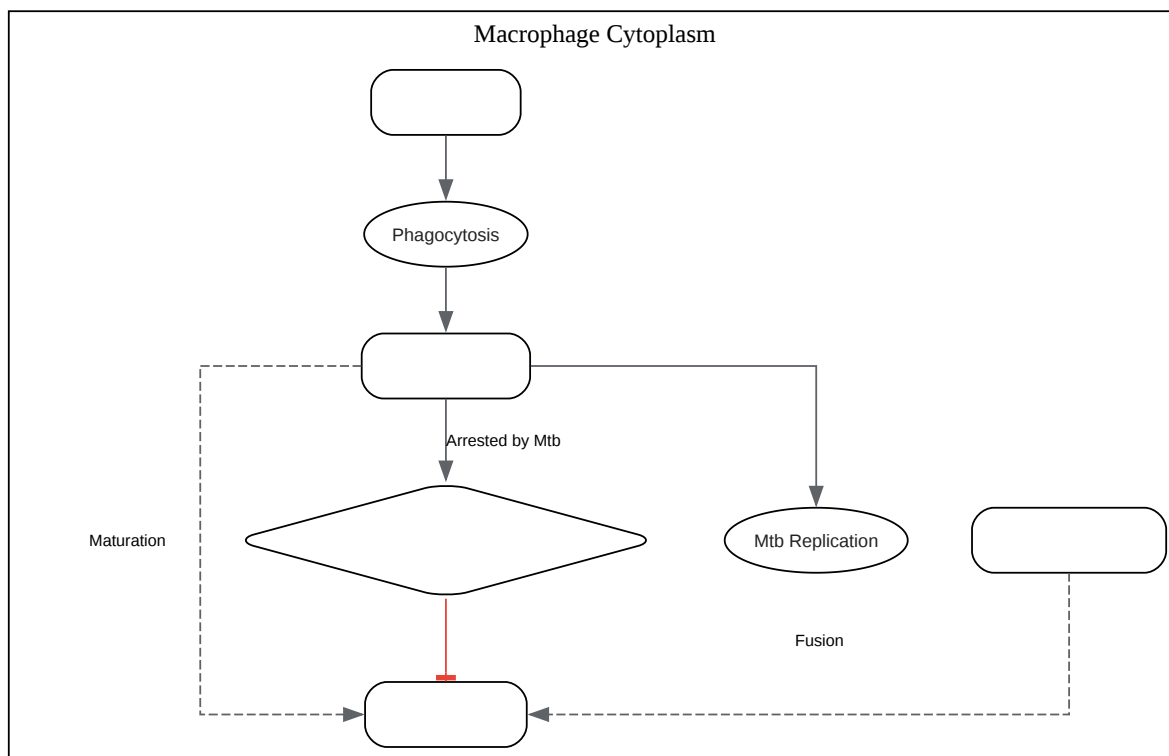 Macrophage Cytoplasm
Phagocytosis
Arrested by Mtb
Maturation
Mtb Replication
Fusion